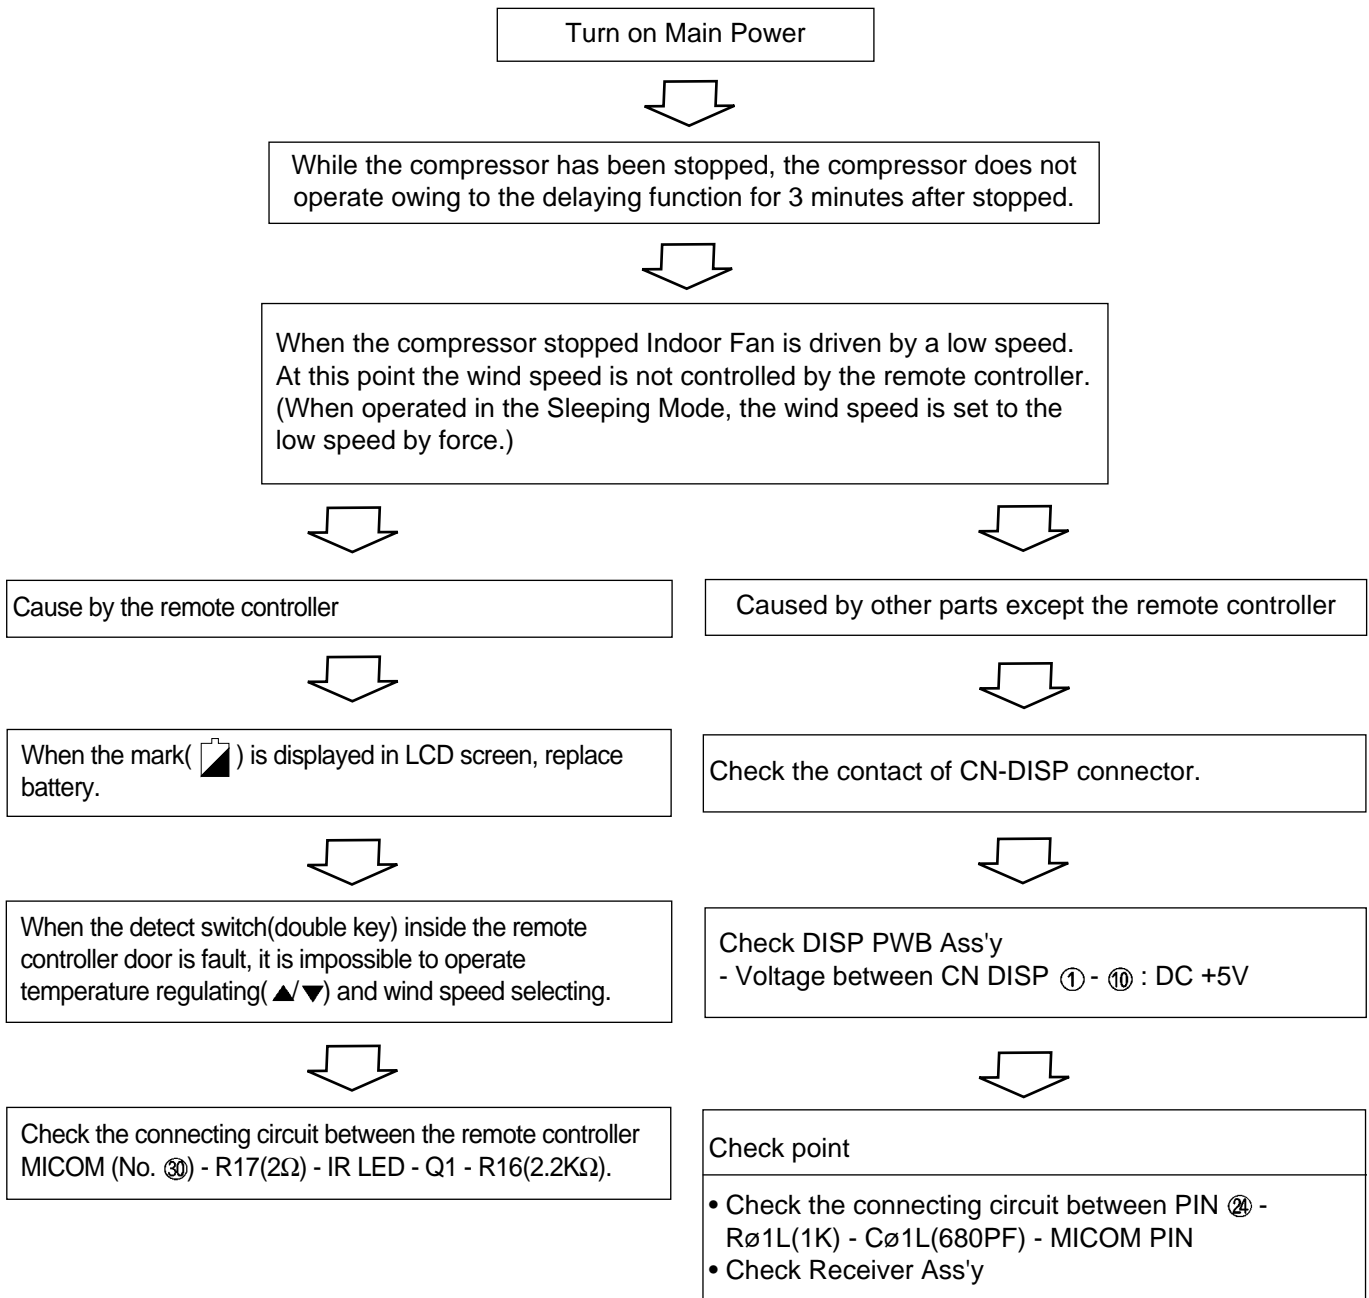 Turn on Main Power
While the compressor has been stopped, the compressor does not
operate owing to the delaying function for 3 minutes after stopped.
When the compressor stopped Indoor Fan is driven by a low speed.
At this point the wind speed is not controlled by the remote controller.
(When operated in the Sleeping Mode, the wind speed is set to the
low speed by force.)
Cause by the remote controller
When the mark( ) is displayed in LCD screen, replace
battery.
When the detect switch(double key) inside the remote
controller door is fault, it is impossible to operate
temperature regulating( ▲/▼) and wind speed selecting.
Check the connecting circuit between the remote controller
MICOM (No. ㉚) - R17(2Ω) - IR LED - Q1 - R16(2.2KΩ).
Caused by other parts except the remote controller
Check the contact of CN-DISP connector.
Check DISP PWB Ass'y
- Voltage between CN DISP ① - ⑩ : DC +5V
Check point
• Check the connecting circuit between PIN ㉔ -
Rø1L(1K) - Cø1L(680PF) - MICOM PIN
• Check Receiver Ass'y